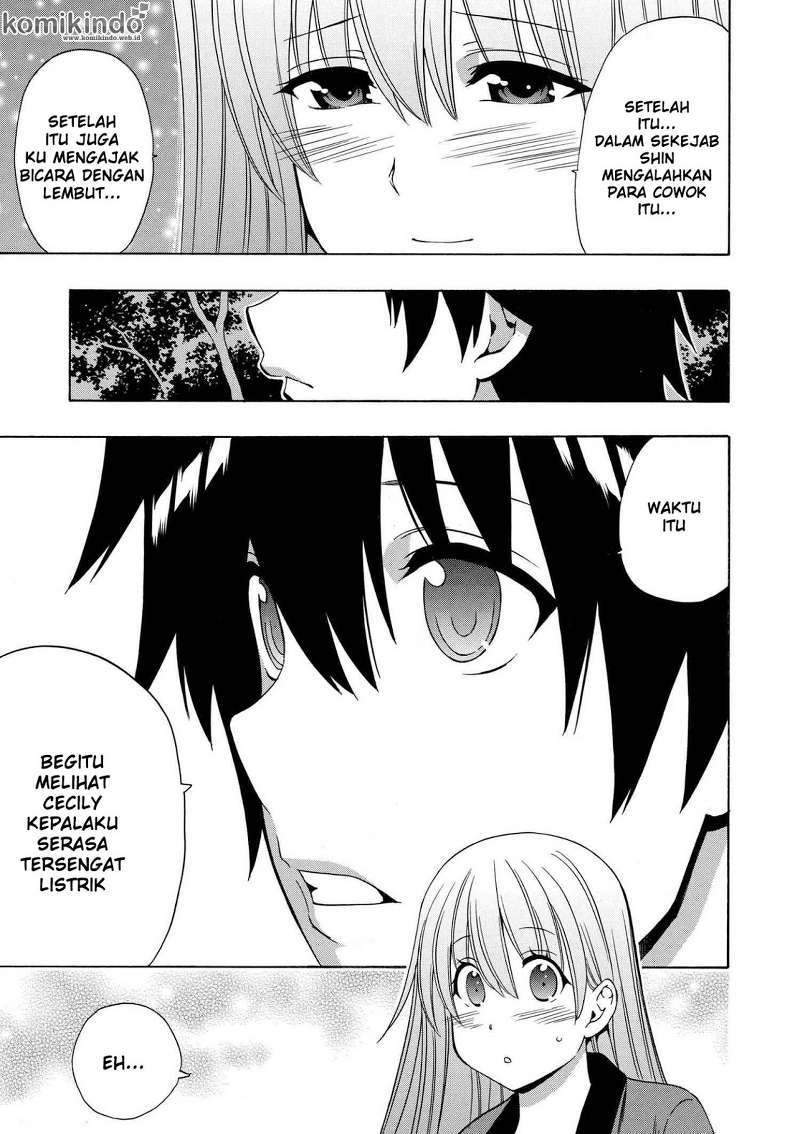 komikindo
www.komikindo.web.id
SETELAH
ITU...
DALAM SEKEJAB
SHIN
MENGALAHKAN
PARA COWOK
ITU...
SETELAH
ITU JUGA
KU MENGAJAK
BICARA DENGAN
LEMBUT...
WAKTU
ITU
BEGITU
MELIHAT
CECILY
KEPALAKU
SERASA
TERSENGAT
LISTRIK
EH...